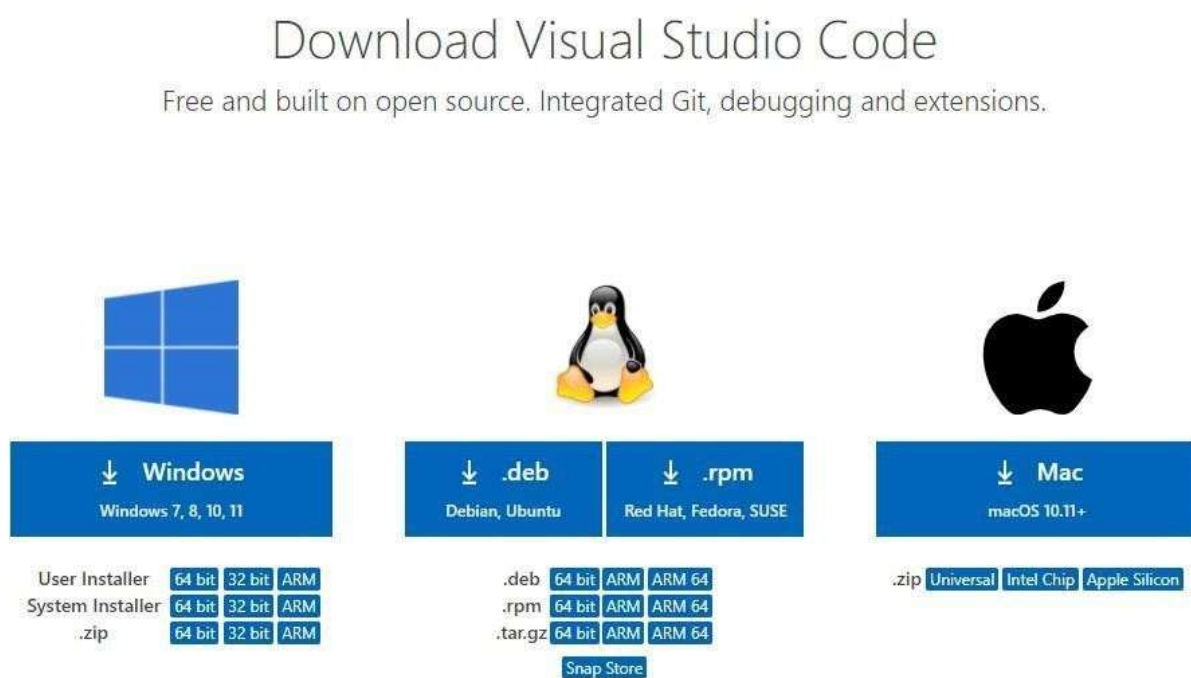 Download Visual Studio Code
Free and built on open source. Integrated Git, debugging and extensions.
Windows
Windows 7, 8, 10, 11
User Installer 64 bit 32 bit ARM
System Installer 64 bit 32 bit ARM
.zip 64 bit 32 bit ARM
.deb
Debian, Ubuntu
.rpm
Red Hat, Fedora, SUSE
.deb 64 bit ARM ARM 64
.rpm 64 bit ARM ARM 64
.tar.gz 64 bit ARM ARM 64
Snap Store
Mac
macOS 10.11+
.zip Universal Intel Chip Apple Silicon